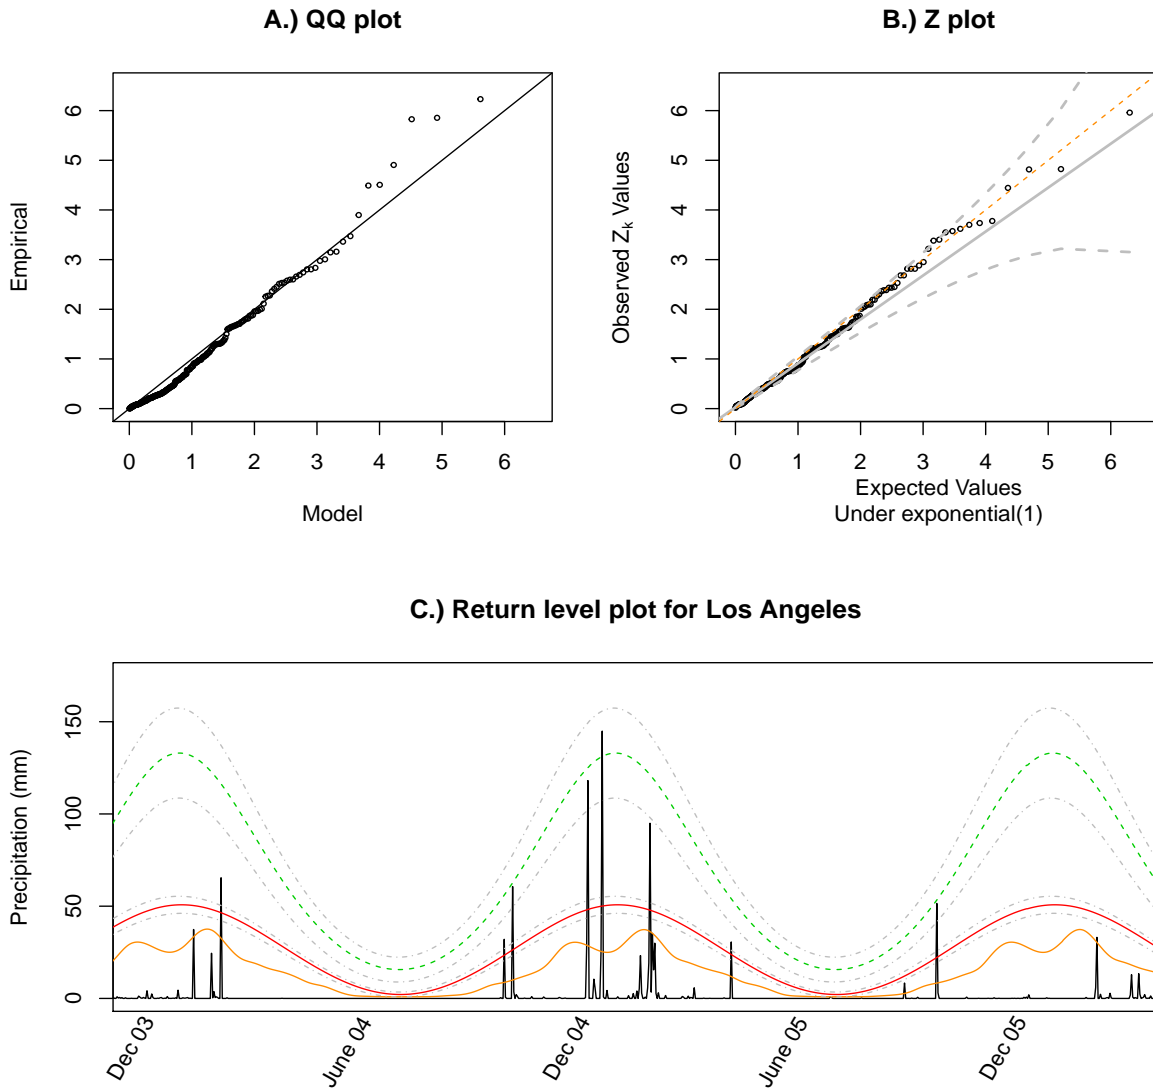 A.) QQ plot
Empirical
0
1
2
3
4
5
6
0 1 2 3 4 5 6
Model
B.) Z plot
Observed Zk Values
0
1
2
3
4
5
6
0 1 2 3 4 5 6
Expected Values
Under exponential(1)
C.) Return level plot for Los Angeles
Precipitation (mm)
0
50
100
150
Dec 03
June 04
Dec 04
June 05
Dec 05